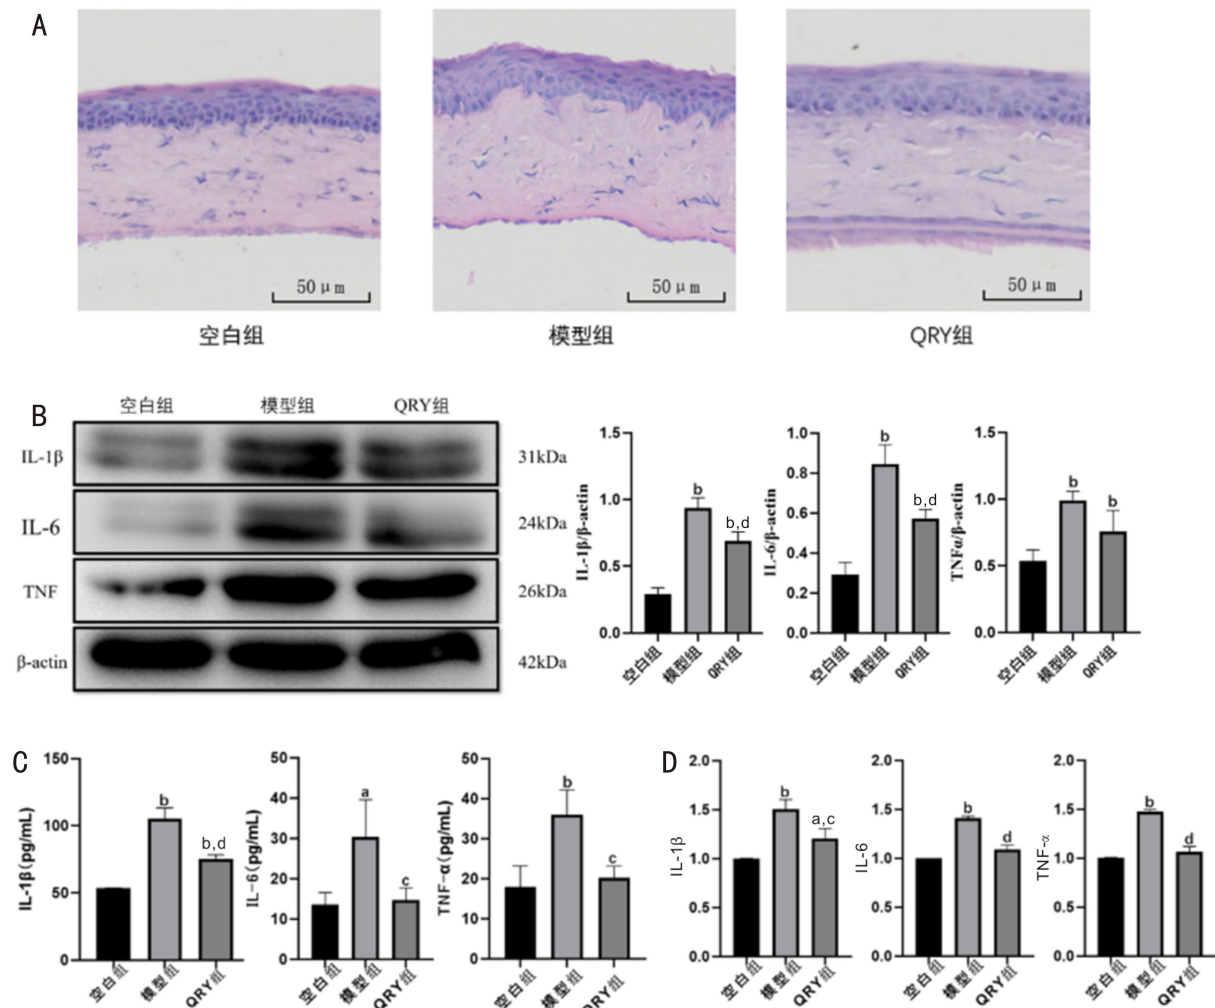 A
50 μm
50 μm
50 μm
空白组
模型组
QRY组
B
空白组
模型组
QRY组
IL-1β
31kDa
IL-6
24kDa
TNF
26kDa
β-actin
42kDa
IL-1β/β-actin
1.5
1.0
0.5
0.0
b
b,d
空白组
模型组
QRY组
IL-6/β-actin
1.0
0.8
0.6
0.4
0.2
0.0
b
b,d
空白组
模型组
QRY组
TNFα/β-actin
1.5
1.0
0.5
0.0
b
b
空白组
模型组
QRY组
C
IL-1β(pg/mL)
150
100
50
0
b
b,d
空白组
模型组
QRY组
IL-6(pg/mL)
50
40
30
20
10
0
a
c
空白组
模型组
QRY组
TNF-α(pg/mL)
50
40
30
20
10
0
b
c
空白组
模型组
QRY组
D
IL-1β
2.0
1.5
1.0
0.5
0.0
b
a,c
空白组
模型组
QRY组
IL-6
2.0
1.5
1.0
0.5
0.0
b
d
空白组
模型组
QRY组
TNF-α
2.0
1.5
1.0
0.5
0.0
b
d
空白组
模型组
QRY组